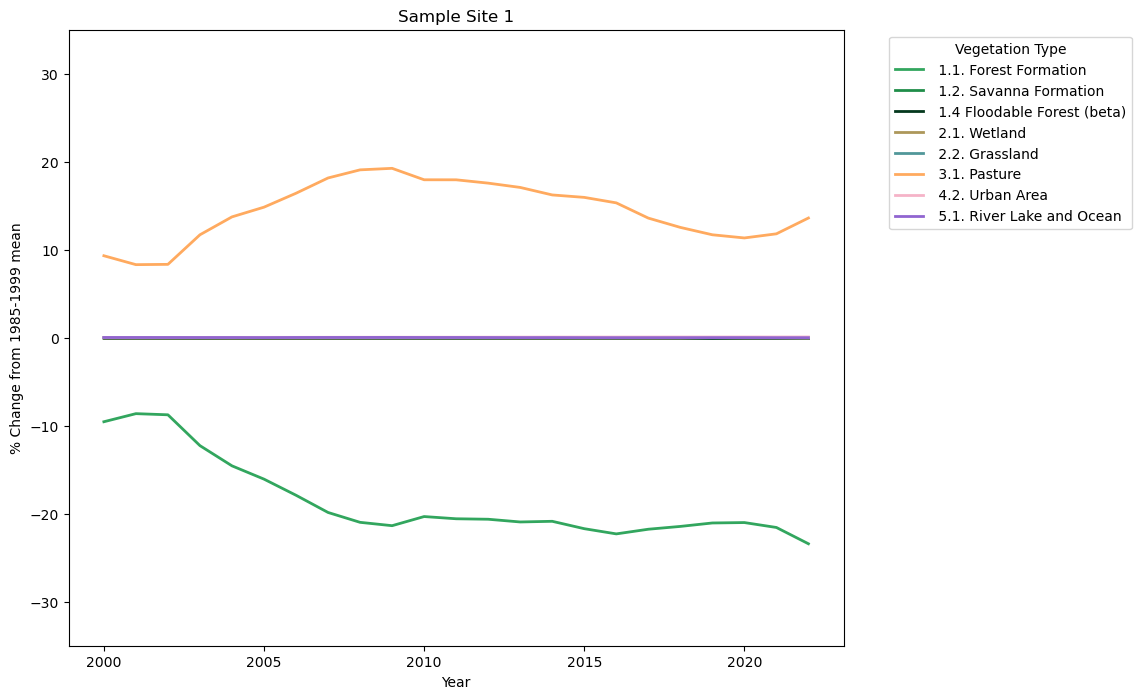 Sample Site 1
% Change from 1985-1999 mean
30
20
10
0
−10
−20
−30
2000
2005
2010
2015
2020
Year
Vegetation Type
1.1. Forest Formation
1.2. Savanna Formation
1.4 Floodable Forest (beta)
2.1. Wetland
2.2. Grassland
3.1. Pasture
4.2. Urban Area
5.1. River Lake and Ocean